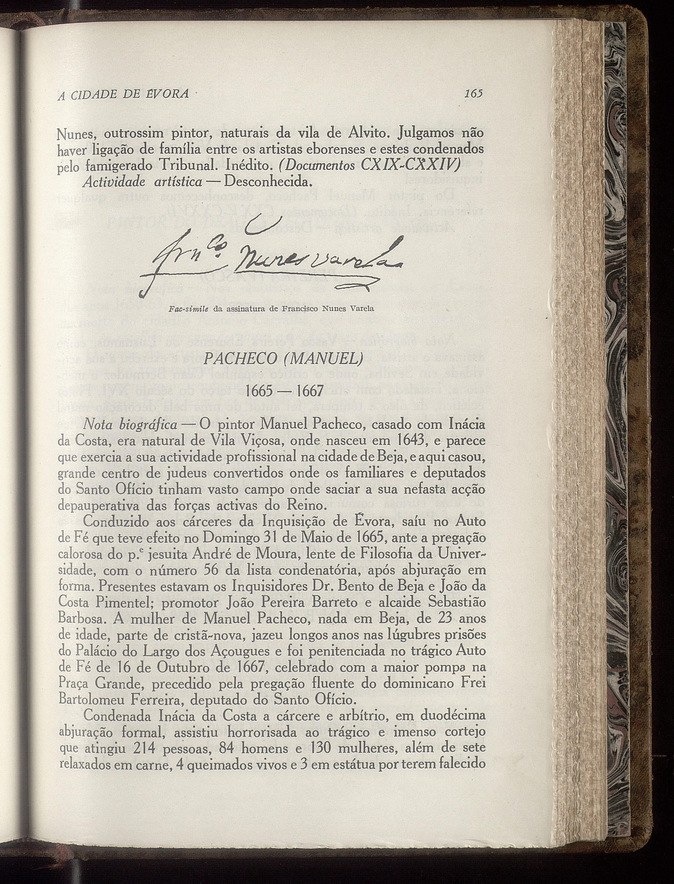 A CIDADE DE ÉVORA
165
Nunes, outrossim pintor, naturais da vila de Alvito. Julgamos não
haver ligação de família entre os artistas eborenses e estes condenados
pelo famigerado Tribunal. Inédito. (Documentos CXIX-CXXIV)
Actividade artística — Desconhecida.
frn.co Nunes varela
Fac-símile da assinatura de Francisco Nunes Varela
PACHECO (MANUEL)
1665 — 1667
Nota biográfica — O pintor Manuel Pacheco, casado com Inácia
da Costa, era natural de Vila Viçosa, onde nasceu em 1643, e parece
que exercia a sua actividade profissional na cidade de Beja, e aqui casou,
grande centro de judeus convertidos onde os familiares e deputados
do Santo Ofício tinham vasto campo onde saciar a sua nefasta acção
depauperativa das forças activas do Reino.
Conduzido aos cárceres da Inquisição de Évora, saíu no Auto
de Fé que teve efeito no Domingo 31 de Maio de 1665, ante a pregação
calorosa do p.e jesuita André de Moura, lente de Filosofia da Univer-
sidade, com o número 56 da lista condenatória, após abjuração em
forma. Presentes estavam os Inquisidores Dr. Bento de Beja e João da
Costa Pimentel; promotor João Pereira Barreto e alcaide Sebastião
Barbosa. A mulher de Manuel Pacheco, nada em Beja, de 23 anos
de idade, parte de cristã-nova, jazeu longos anos nas lúgubres prisões
do Palácio do Largo dos Açougues e foi penitenciada no trágico Auto
de Fé de 16 de Outubro de 1667, celebrado com a maior pompa na
Praça Grande, precedido pela pregação fluente do dominicano Frei
Bartolomeu Ferreira, deputado do Santo Ofício.
Condenada Inácia da Costa a cárcere e arbítrio, em duodécima
abjuração formal, assistiu horrorisada ao trágico e imenso cortejo
que atingiu 214 pessoas, 84 homens e 130 mulheres, além de sete
relaxados em carne, 4 queimados vivos e 3 em estátua por terem falecido